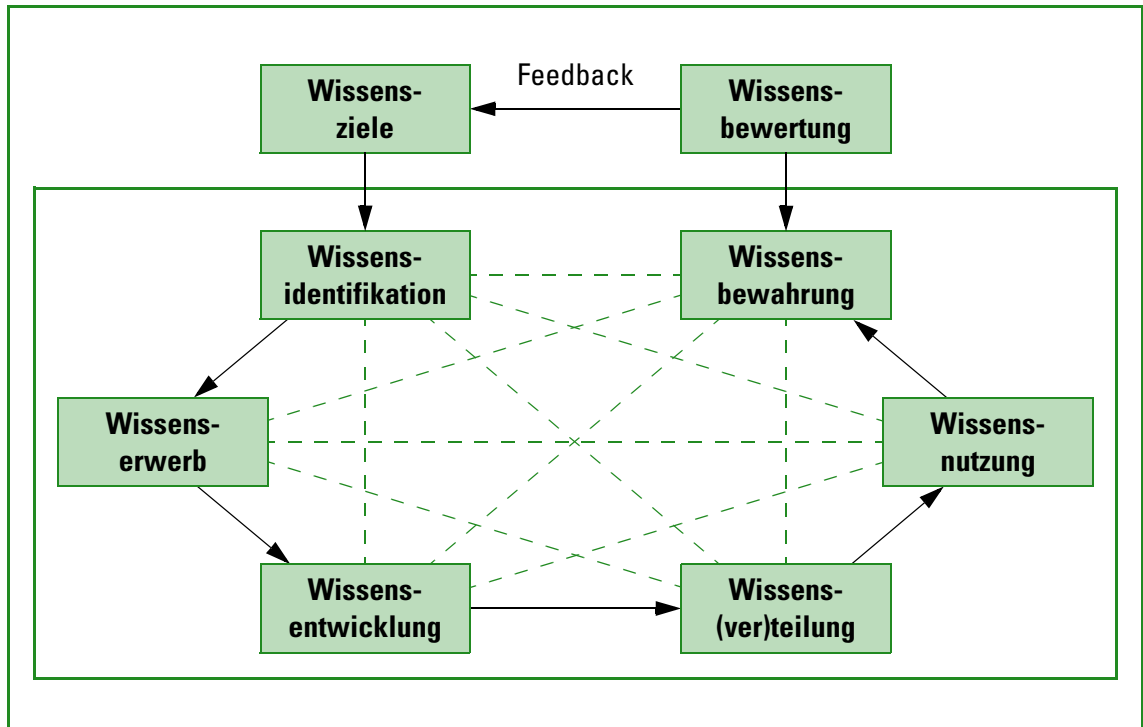 Feedback
Wissens-
ziele
Wissens-
bewertung
Wissens-
identifikation
Wissens-
bewahrung
Wissens-
erwerb
Wissens-
nutzung
Wissens-
entwicklung
Wissens-
(ver)teilung